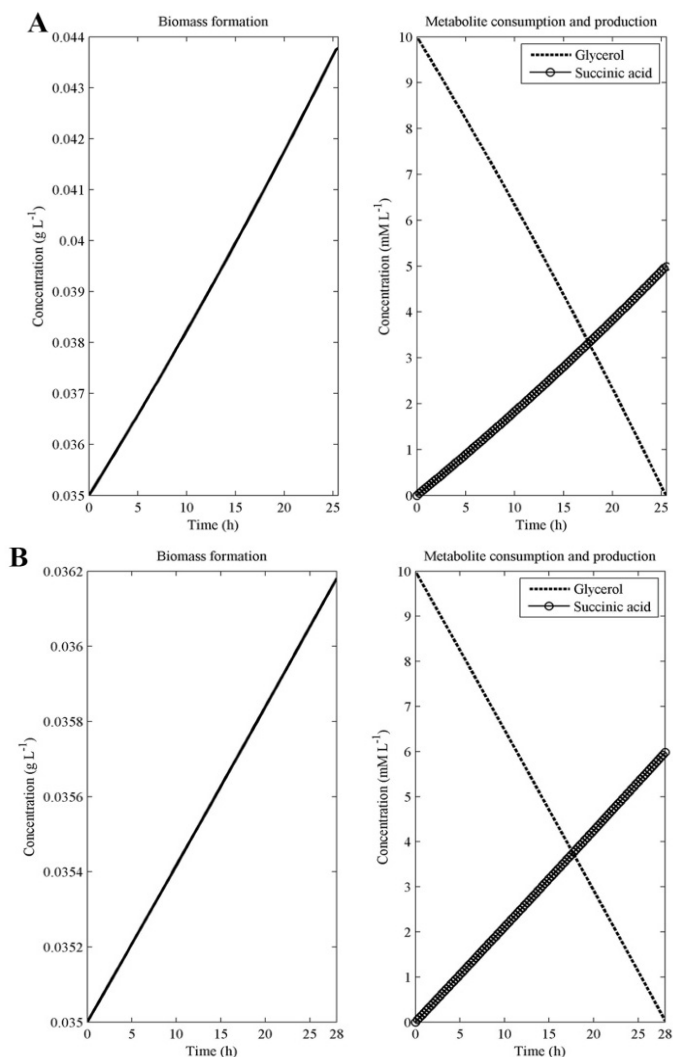 A
Biomass formation
0.044
0.043
0.042
0.041
0.04
0.039
0.038
0.037
0.036
0.035
Concentration (g L⁻¹)
0 5 10 15 20 25
Time (h)
Metabolite consumption and production
Glycerol
Succinic acid
10
9
8
7
6
5
4
3
2
1
0
Concentration (mM L⁻¹)
0 5 10 15 20 25
Time (h)
B
Biomass formation
0.0362
0.036
0.0358
0.0356
0.0354
0.0352
0.035
Concentration (g L⁻¹)
0 5 10 15 20 25 28
Time (h)
Metabolite consumption and production
Glycerol
Succinic acid
10
9
8
7
6
5
4
3
2
1
0
Concentration (mM L⁻¹)
0 5 10 15 20 25 28
Time (h)